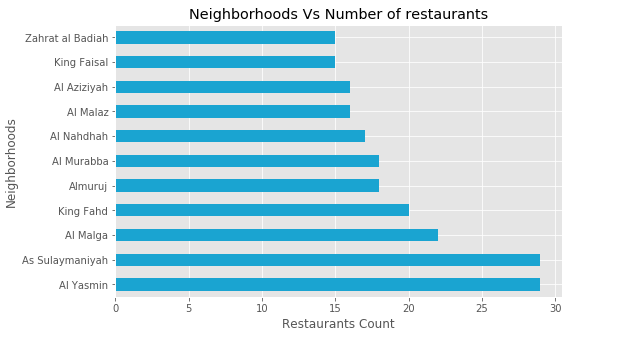 Neighborhoods Vs Number of restaurants
Zahrat al Badiah
King Faisal
Al Aziziyah
Al Malaz
Al Nahdhah
Al Murabba
Almuruj
King Fahd
Al Malga
As Sulaymaniyah
Al Yasmin
Neighborhoods
0 5 10 15 20 25 30
Restaurants Count